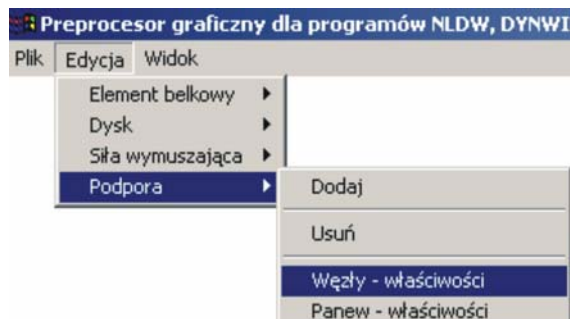 Preprocesor graficzny dla programów NLDW, DYNWI
Plik Edycja Widok
Element belkowy
Dysk
Siła wymuszająca
Podpora
Dodaj
Usuń
Węzły - właściwości
Panew - właściwości